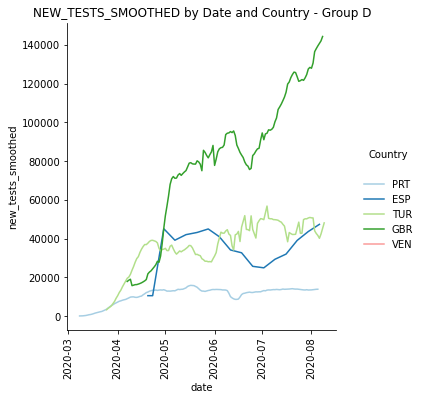 NEW_TESTS_SMOOTHED by Date and Country - Group D
140000
120000
100000
80000
60000
40000
20000
0
new_tests_smoothed
2020-03
2020-04
2020-05
2020-06
2020-07
2020-08
date
Country
PRT
ESP
TUR
GBR
VEN